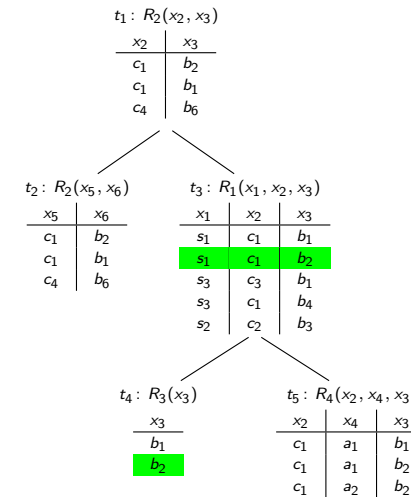 t₁: R₂(x₂, x₃)
x₂ x₃
c₁ b₂
c₁ b₁
c₄ b₆
t₂: R₂(x₅, x₆) t₃: R₁(x₁, x₂, x₃)
x₅ x₆ x₁ x₂ x₃
c₁ b₂ s₁ c₁ b₁
c₁ b₁ s₁ c₁ b₂
c₄ b₆ s₃ c₃ b₁
s₃ c₁ b₄
s₂ c₂ b₃
t₄: R₃(x₃) t₅: R₄(x₂, x₄, x₃
x₃ x₂ x₄ x₃
b₁ c₁ a₁ b₁
b₂ c₁ a₁ b₂
c₁ a₂ b₂